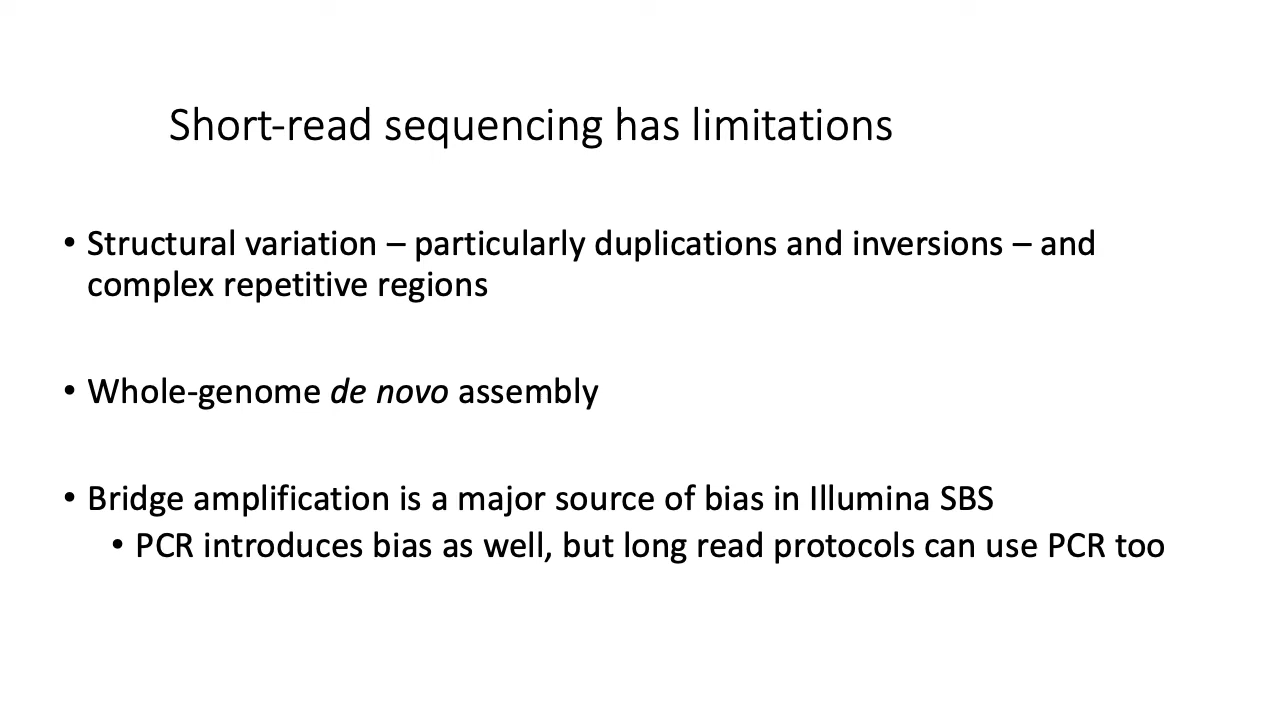 Short-read sequencing has limitations
• Structural variation – particularly duplications and inversions – and
complex repetitive regions
• Whole-genome de novo assembly
• Bridge amplification is a major source of bias in Illumina SBS
• PCR introduces bias as well, but long read protocols can use PCR too